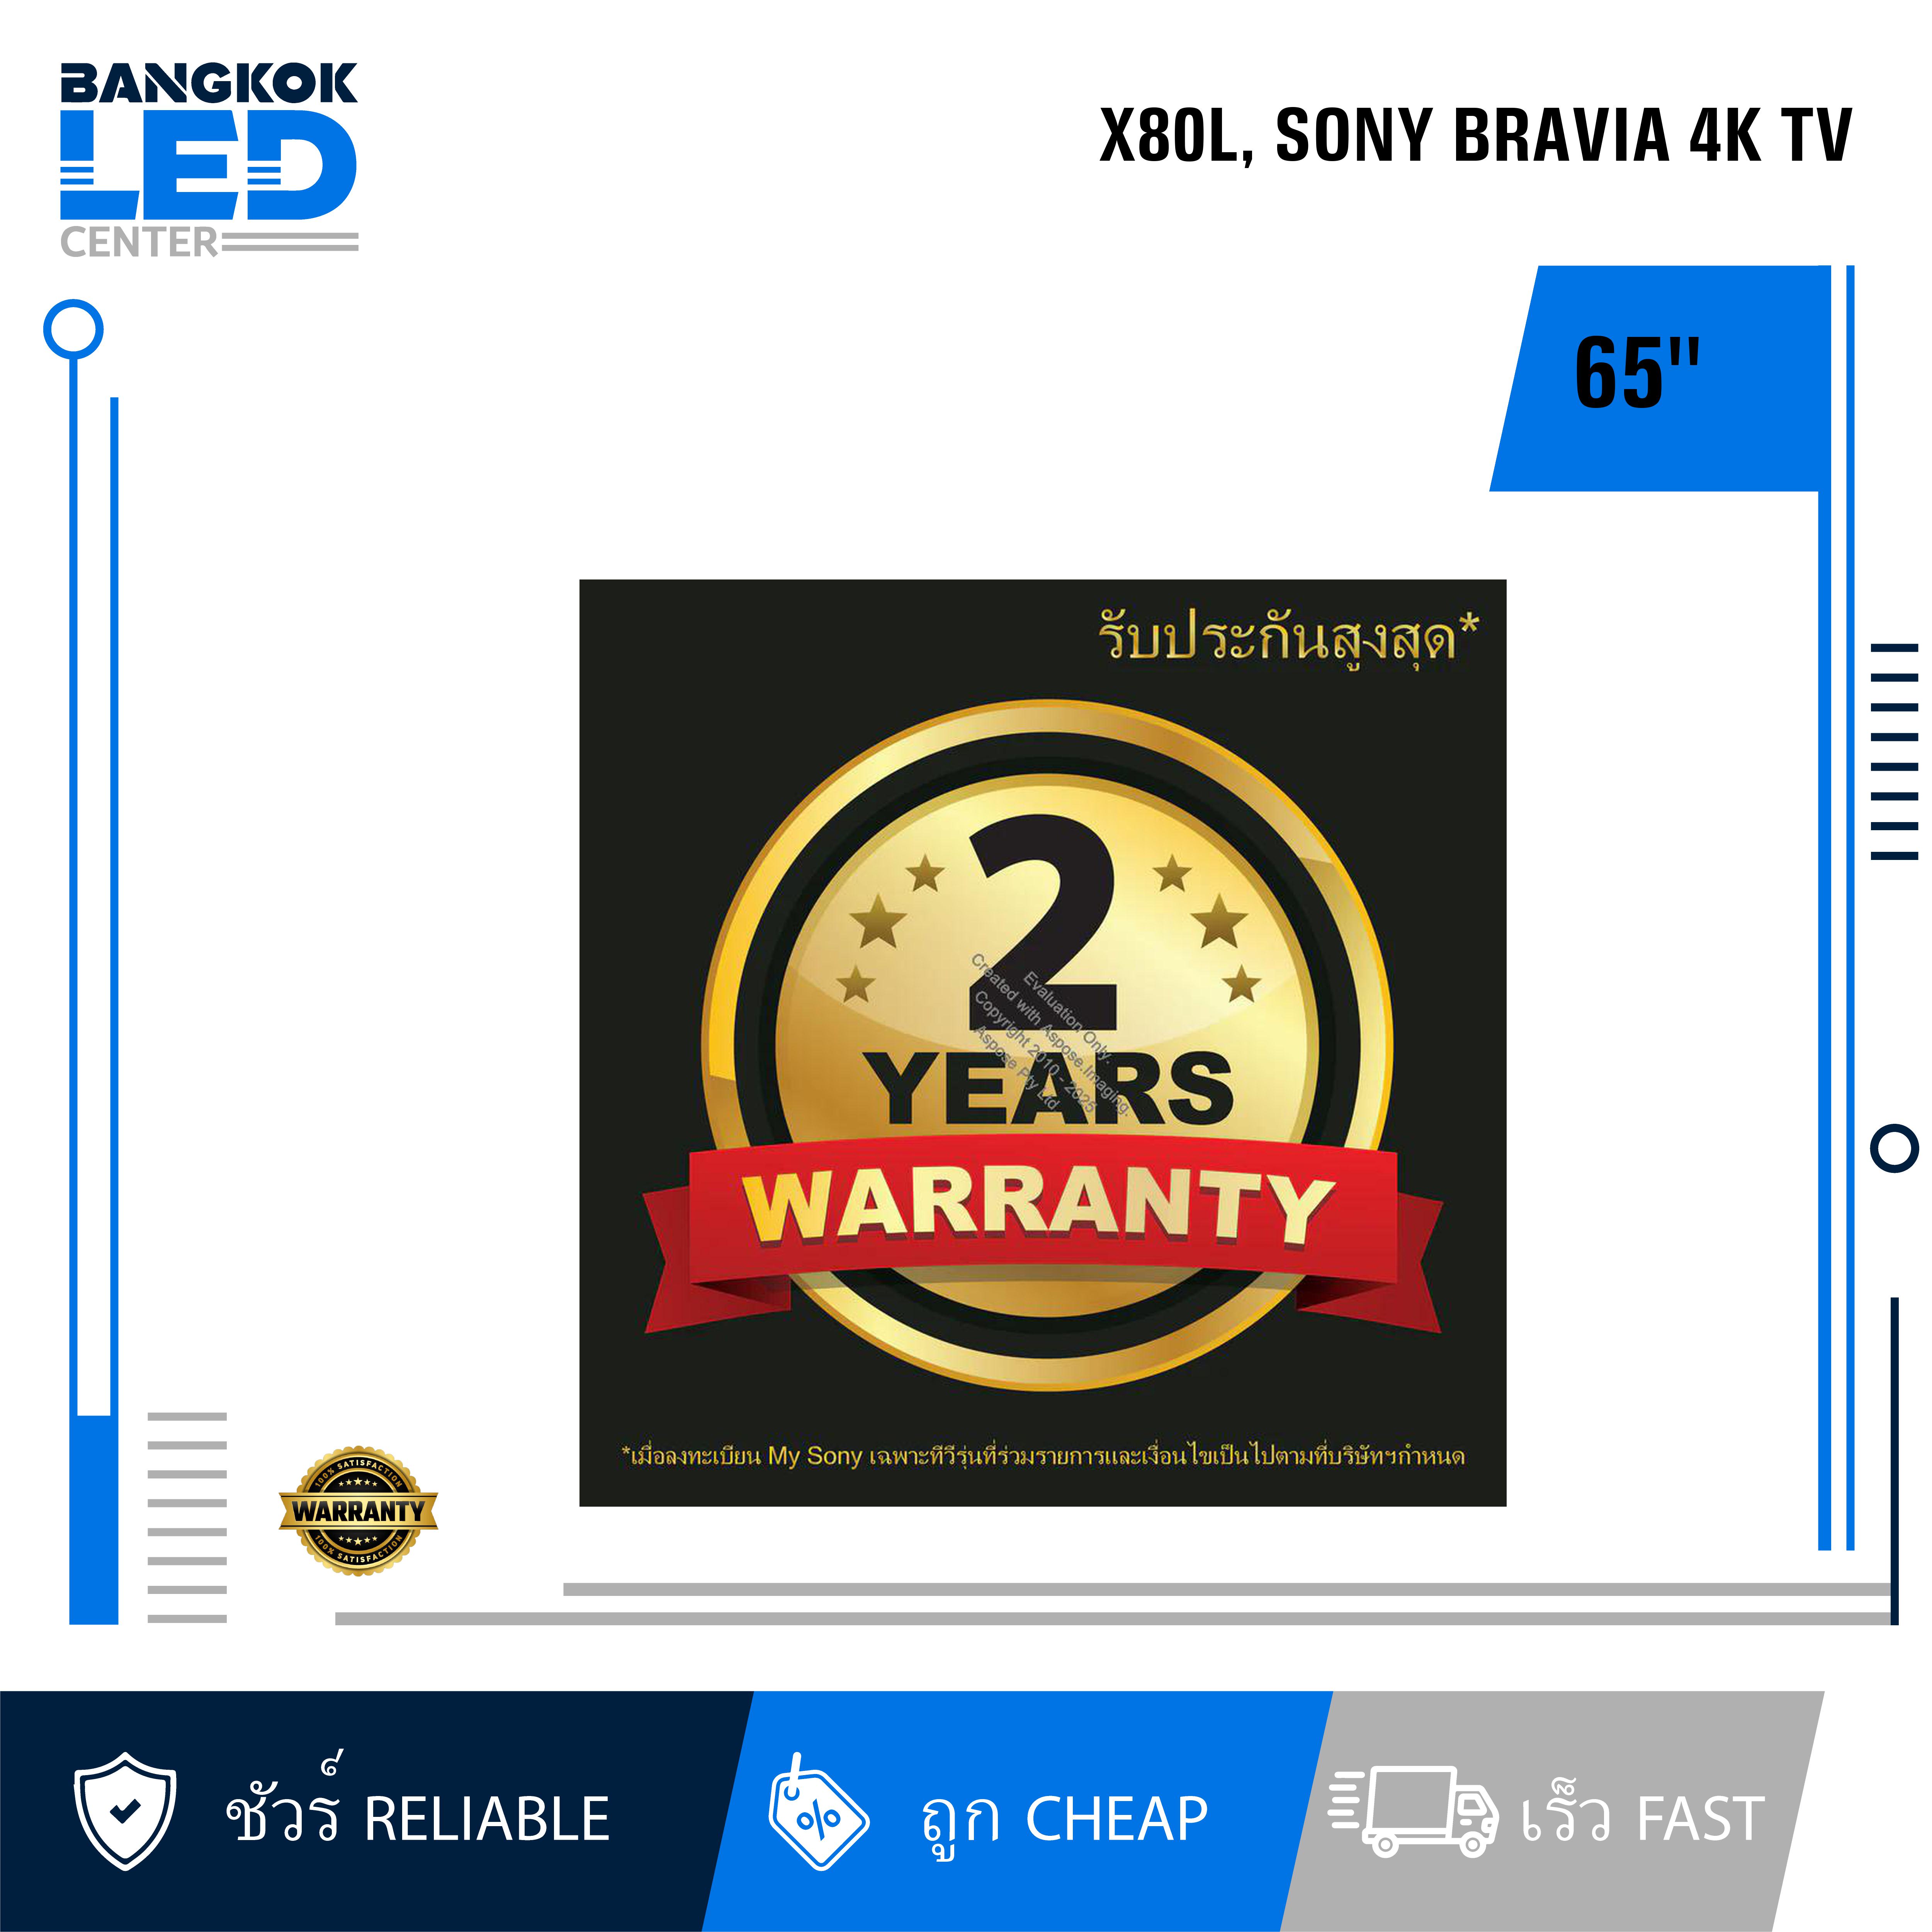 BANGKOK
LED
CENTER
X80L, SONY BRAVIA 4K TV
65"
รับประกันสูงสุด*
2
YEARS
WARRANTY
Evaluation Only.
Created with Aspose.Imaging.
Copyright 2010 - 2025
Aspose Pty Ltd
*เมื่อลงทะเบียน My Sony เฉพาะทีวีรุ่นที่ร่วมรายการและเงื่อนไขเป็นไปตามที่บริษัทฯกำหนด
100% SATISFACTION
WARRANTY
100% SATISFACTION
ชัวร์ RELIABLE
% ถูก CHEAP
เร็ว FAST